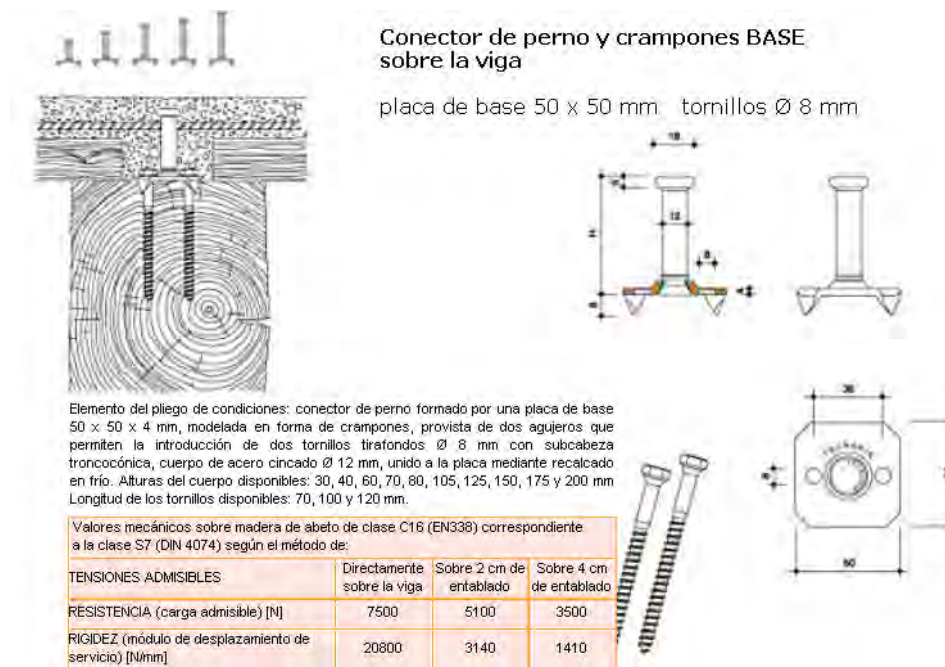 Conector de perno y crampones BASE
sobre la viga
placa de base 50 x 50 mm tornillos Ø 8 mm
18
12
8
H
8
4
Elemento del pliego de condiciones: conector de perno formado por una placa de base
50 x 50 x 4 mm, modelada en forma de crampones, provista de dos agujeros que
permiten la introducción de dos tornillos tirafondos Ø 8 mm con subcabeza
troncocónica, cuerpo de acero cincado Ø 12 mm, unido a la placa mediante recalcado
en frío. Alturas del cuerpo disponibles: 30, 40, 60, 70, 80, 105, 125, 150, 175 y 200 mm
Longitud de los tornillos disponibles: 70, 100 y 120 mm.
8
50
Valores mecánicos sobre madera de abeto de clase C16 (EN338) correspondiente
a la clase S7 (DIN 4074) según el método de:
TENSIONES ADMISIBLES Directamente sobre la viga Sobre 2 cm de entablado Sobre 4 cm de entablado
RESISTENCIA (carga admisible) [N] 7500 5100 3500
RIGIDEZ (módulo de desplazamiento de
servicio) [N/mm] 20800 3140 1410